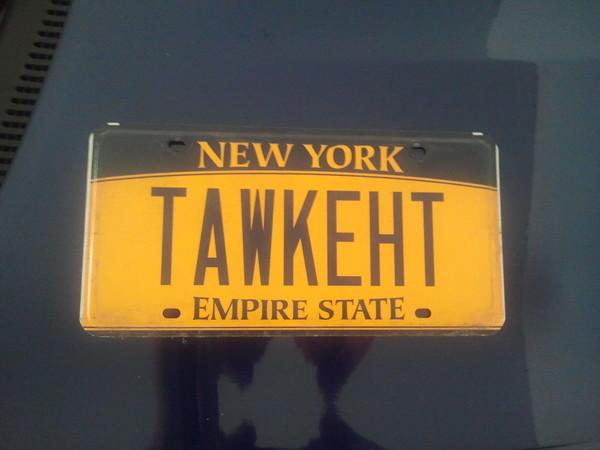 NEW YORK
TAWKEHT
EMPIRE STATE